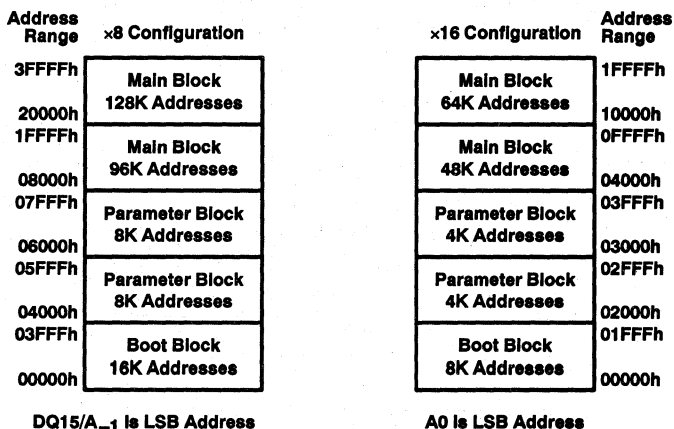 Address
Range
×8 Configuration
3FFFFh
Main Block
128K Addresses
20000h
1FFFFh
Main Block
96K Addresses
08000h
07FFFh
Parameter Block
8K Addresses
06000h
05FFFh
Parameter Block
8K Addresses
04000h
03FFFh
Boot Block
16K Addresses
00000h
DQ15/A₋₁ Is LSB Address
×16 Configuration
Address
Range
Main Block
64K Addresses
1FFFFh
10000h
Main Block
48K Addresses
0FFFFh
04000h
Parameter Block
4K Addresses
03FFFh
03000h
Parameter Block
4K Addresses
02FFFh
02000h
Boot Block
8K Addresses
01FFFh
00000h
A0 Is LSB Address